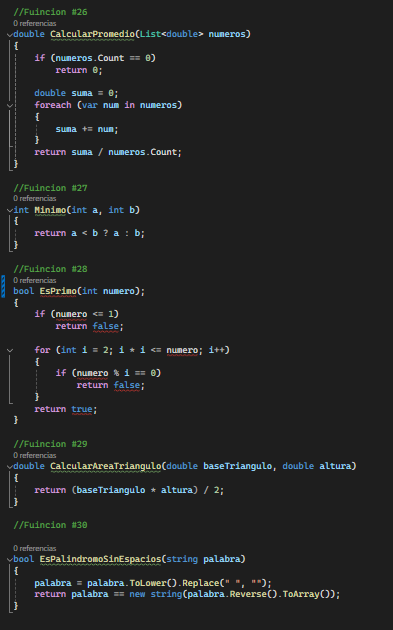 //Fuincion #26
0 referencias
double CalcularPromedio(List<double> numeros)
{
if (numeros.Count == 0)
return 0;
double suma = 0;
foreach (var num in numeros)
{
suma += num;
}
return suma / numeros.Count;
}
//Fuincion #27
0 referencias
int Minimo(int a, int b)
{
return a < b ? a : b;
}
//Fuincion #28
0 referencias
bool EsPrimo(int numero);
{
if (numero <= 1)
return false;
for (int i = 2; i * i <= numero; i++)
{
if (numero % i == 0)
return false;
}
return true;
}
//Fuincion #29
0 referencias
double CalcularAreaTriangulo(double baseTriangulo, double altura)
{
return (baseTriangulo * altura) / 2;
}
//Fuincion #30
0 referencias
bool EsPalindromoSinEspacios(string palabra)
{
palabra = palabra.ToLower().Replace(" ", "");
return palabra == new string(palabra.Reverse().ToArray());
}